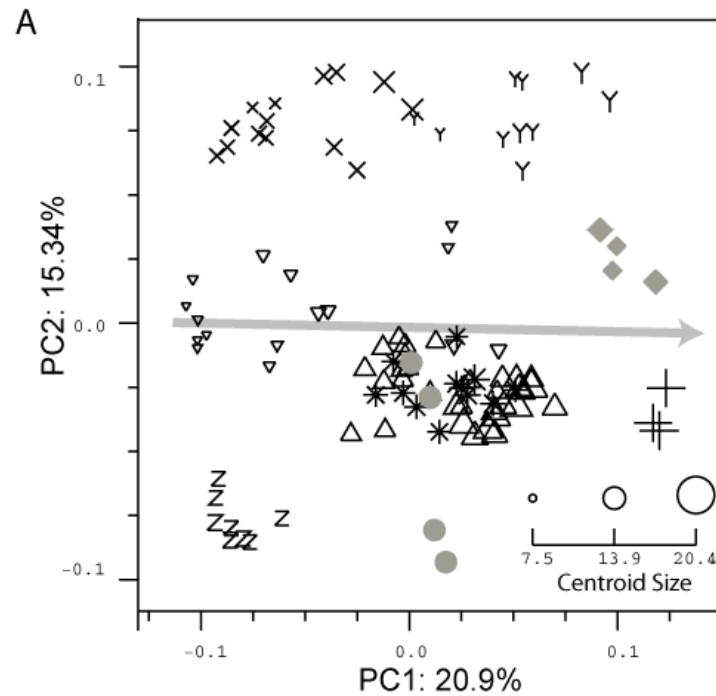 A
0.1
0.0
-0.1
PC2: 15.34%
7.5 13.9 20.4
Centroid Size
-0.1 0.0 0.1
PC1: 20.9%